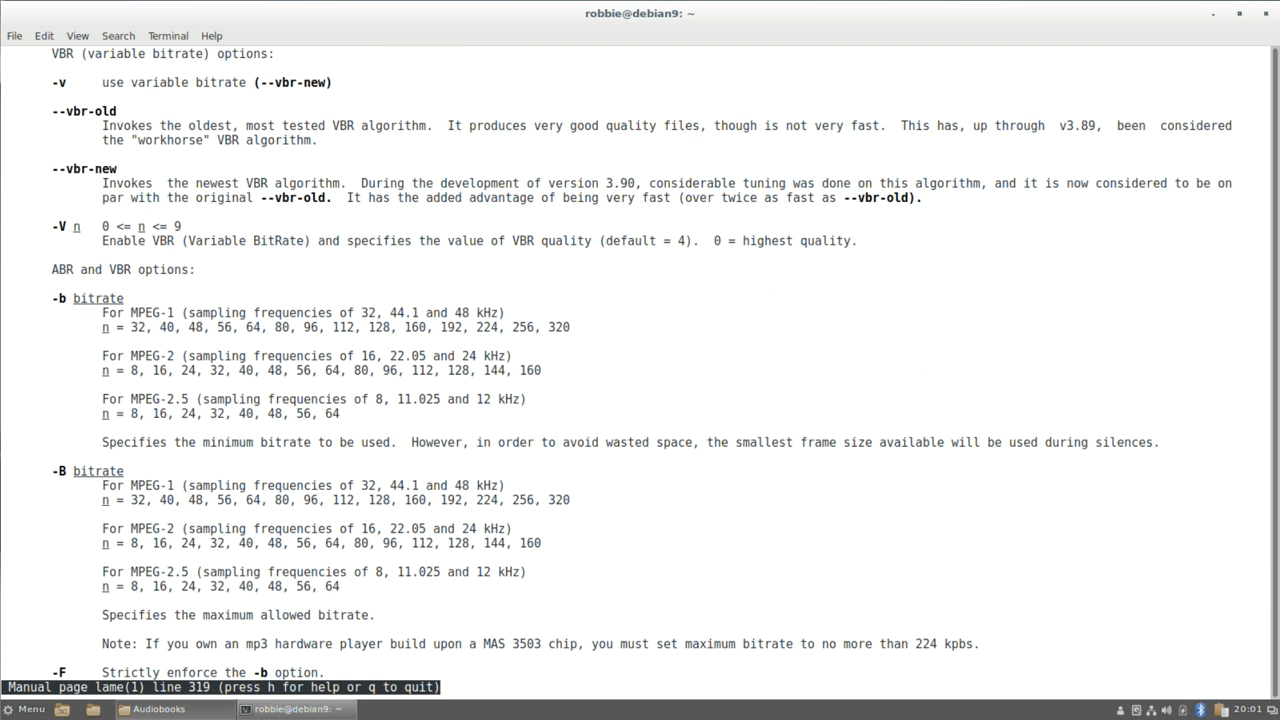 robbie@debian9: ~
File Edit View Search Terminal Help
VBR (variable bitrate) options:
-v use variable bitrate (--vbr-new)
--vbr-old
Invokes the oldest, most tested VBR algorithm. It produces very good quality files, though is not very fast. This has, up through v3.89, been considered
the "workhorse" VBR algorithm.
--vbr-new
Invokes the newest VBR algorithm. During the development of version 3.90, considerable tuning was done on this algorithm, and it is now considered to be on
par with the original --vbr-old. It has the added advantage of being very fast (over twice as fast as --vbr-old).
-V n 0 <= n <= 9
Enable VBR (Variable BitRate) and specifies the value of VBR quality (default = 4). 0 = highest quality.
ABR and VBR options:
-b bitrate
For MPEG-1 (sampling frequencies of 32, 44.1 and 48 kHz)
n = 32, 40, 48, 56, 64, 80, 96, 112, 128, 160, 192, 224, 256, 320
For MPEG-2 (sampling frequencies of 16, 22.05 and 24 kHz)
n = 8, 16, 24, 32, 40, 48, 56, 64, 80, 96, 112, 128, 144, 160
For MPEG-2.5 (sampling frequencies of 8, 11.025 and 12 kHz)
n = 8, 16, 24, 32, 40, 48, 56, 64
Specifies the minimum bitrate to be used. However, in order to avoid wasted space, the smallest frame size available will be used during silences.
-B bitrate
For MPEG-1 (sampling frequencies of 32, 44.1 and 48 kHz)
n = 32, 40, 48, 56, 64, 80, 96, 112, 128, 160, 192, 224, 256, 320
For MPEG-2 (sampling frequencies of 16, 22.05 and 24 kHz)
n = 8, 16, 24, 32, 40, 48, 56, 64, 80, 96, 112, 128, 144, 160
For MPEG-2.5 (sampling frequencies of 8, 11.025 and 12 kHz)
n = 8, 16, 24, 32, 40, 48, 56, 64
Specifies the maximum allowed bitrate.
Note: If you own an mp3 hardware player build upon a MAS 3503 chip, you must set maximum bitrate to no more than 224 kpbs.
-F Strictly enforce the -b option.
Manual page lame(1) line 319 (press h for help or q to quit)
Menu Audiobooks robbie@debian9: ~ 20:01